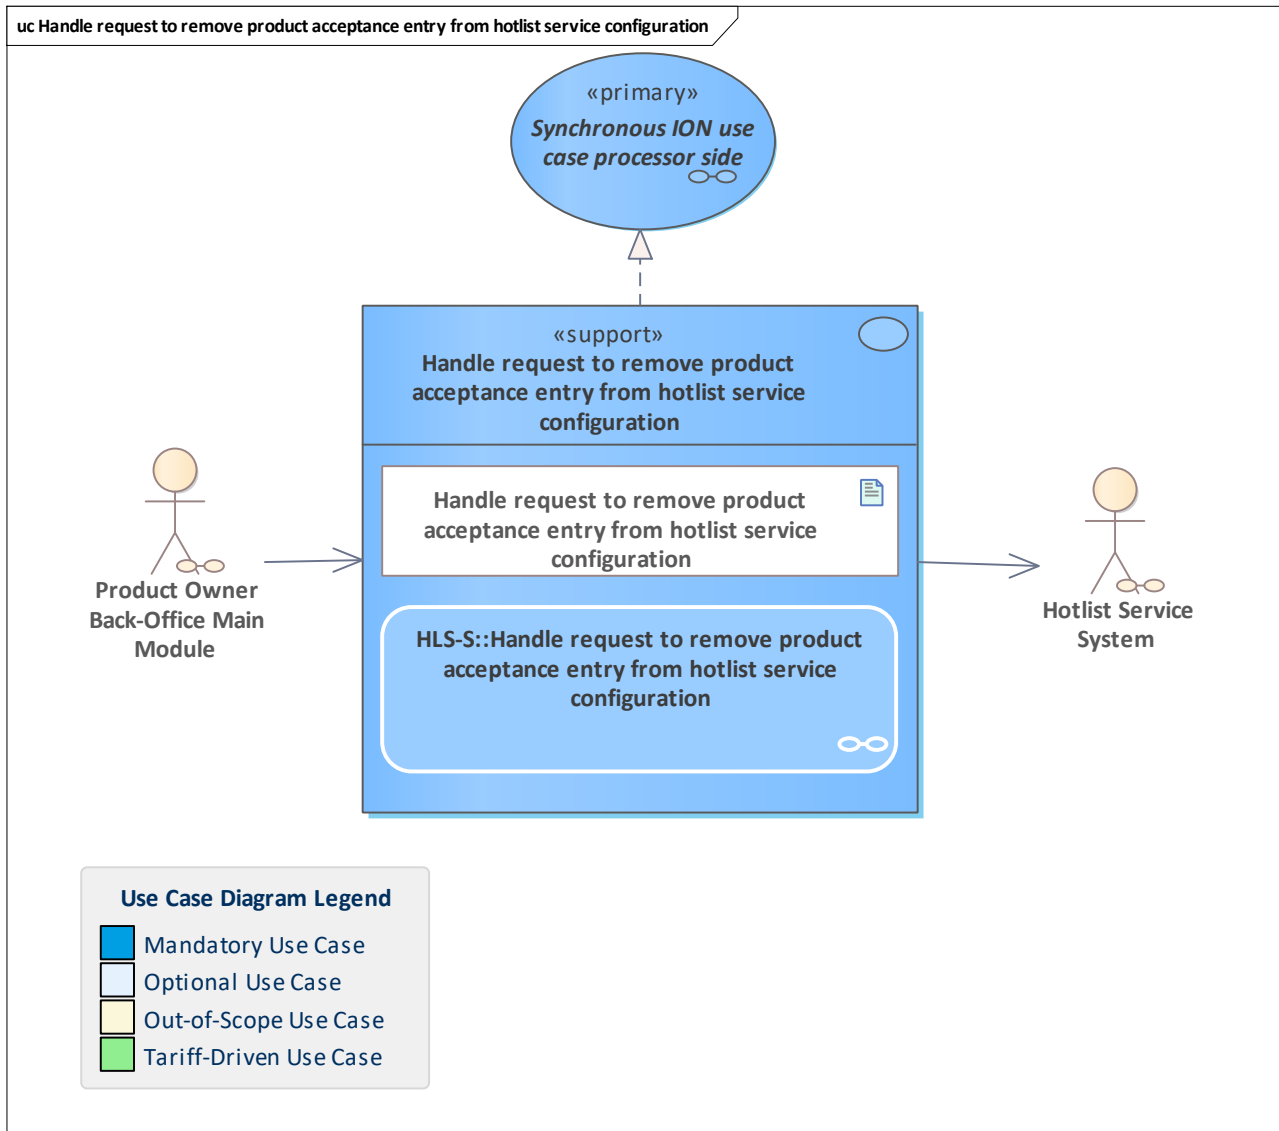 uc Handle request to remove product acceptance entry from hotlist service configuration
«primary»
Synchronous ION use
case processor side
«support»
Handle request to remove product
acceptance entry from hotlist service
configuration
Handle request to remove product
acceptance entry from hotlist service
configuration
HLS-S::Handle request to remove product
acceptance entry from hotlist service
configuration
Product Owner
Back-Office Main
Module
Hotlist Service
System
Use Case Diagram Legend
Mandatory Use Case
Optional Use Case
Out-of-Scope Use Case
Tariff-Driven Use Case